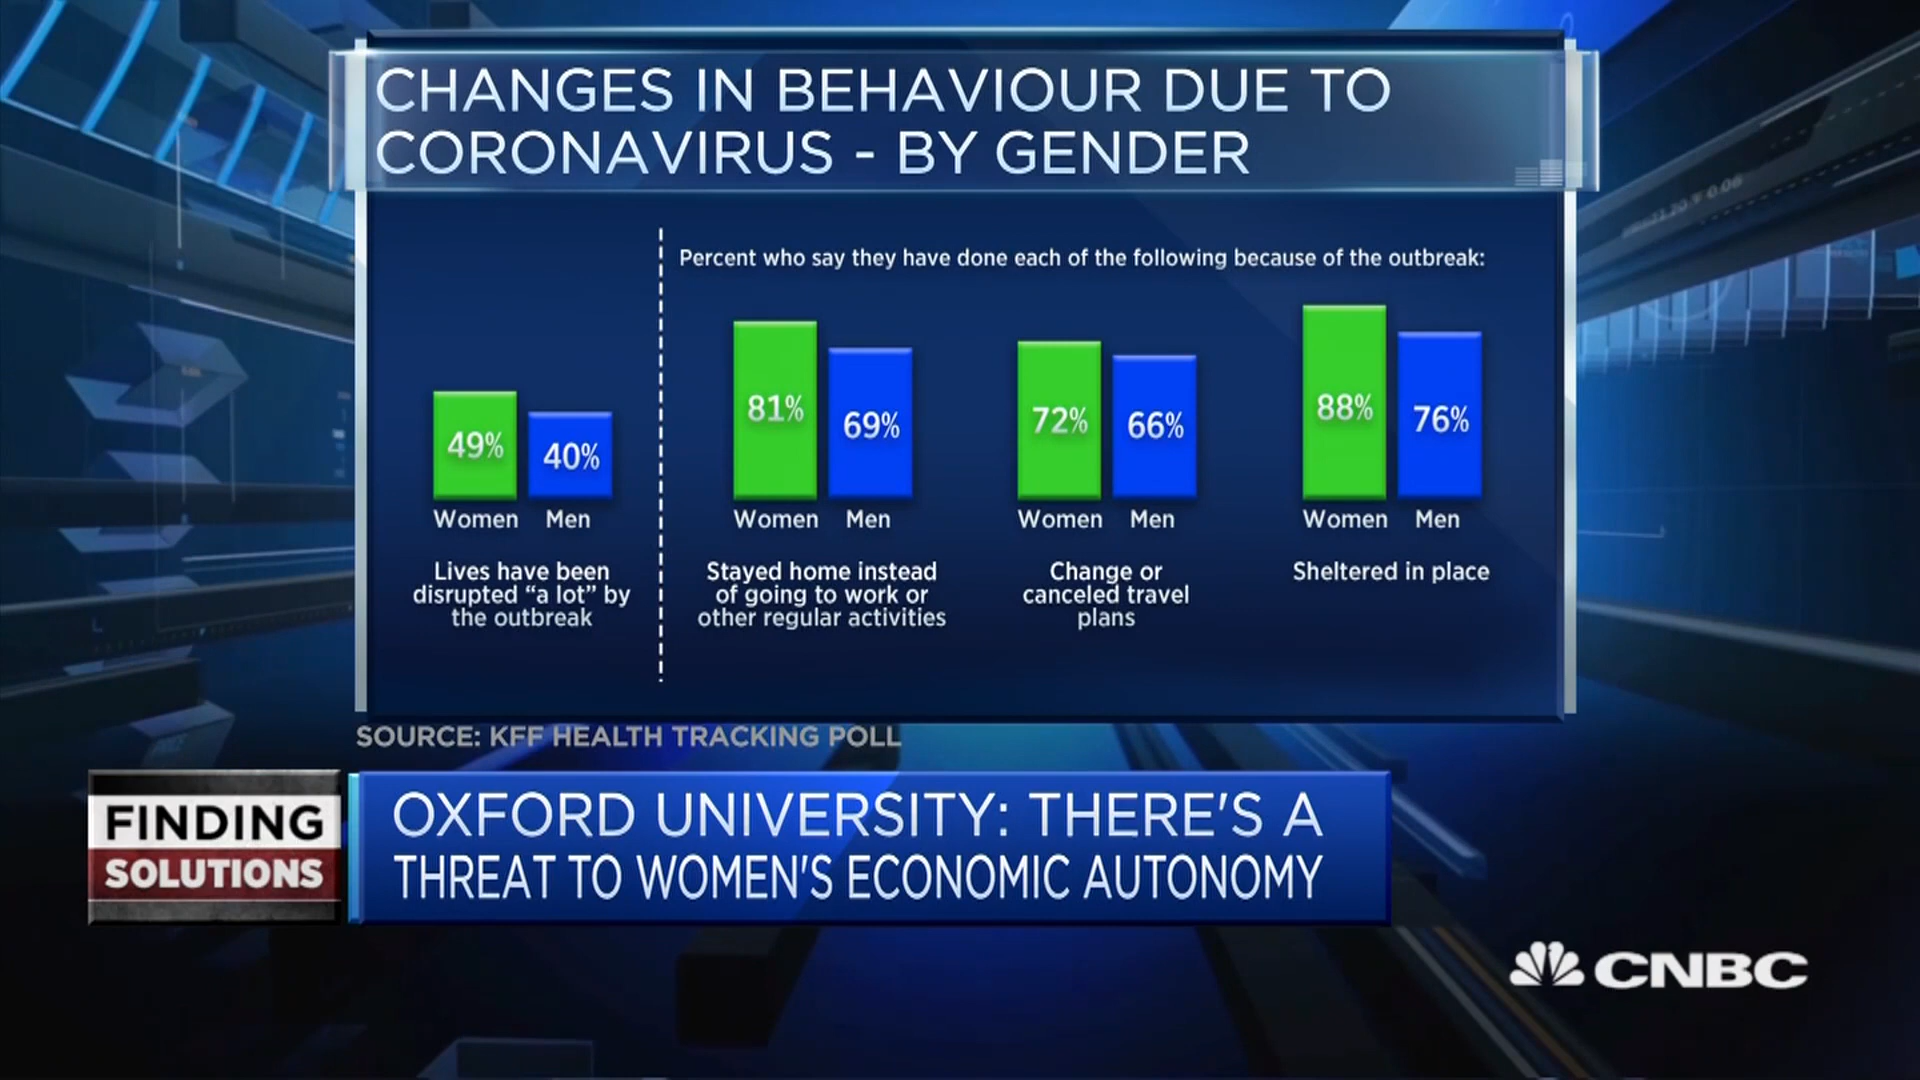 CHANGES IN BEHAVIOUR DUE TO
CORONAVIRUS - BY GENDER
Percent who say they have done each of the following because of the outbreak:
49%
40%
Women
Men
Lives have been
disrupted “a lot” by
the outbreak
81%
69%
Women
Men
Stayed home instead
of going to work or
other regular activities
72%
66%
Women
Men
Change or
canceled travel
plans
88%
76%
Women
Men
Sheltered in place
SOURCE: KFF HEALTH TRACKING POLL
FINDING
SOLUTIONS
OXFORD UNIVERSITY: THERE'S A
THREAT TO WOMEN'S ECONOMIC AUTONOMY
CNBC